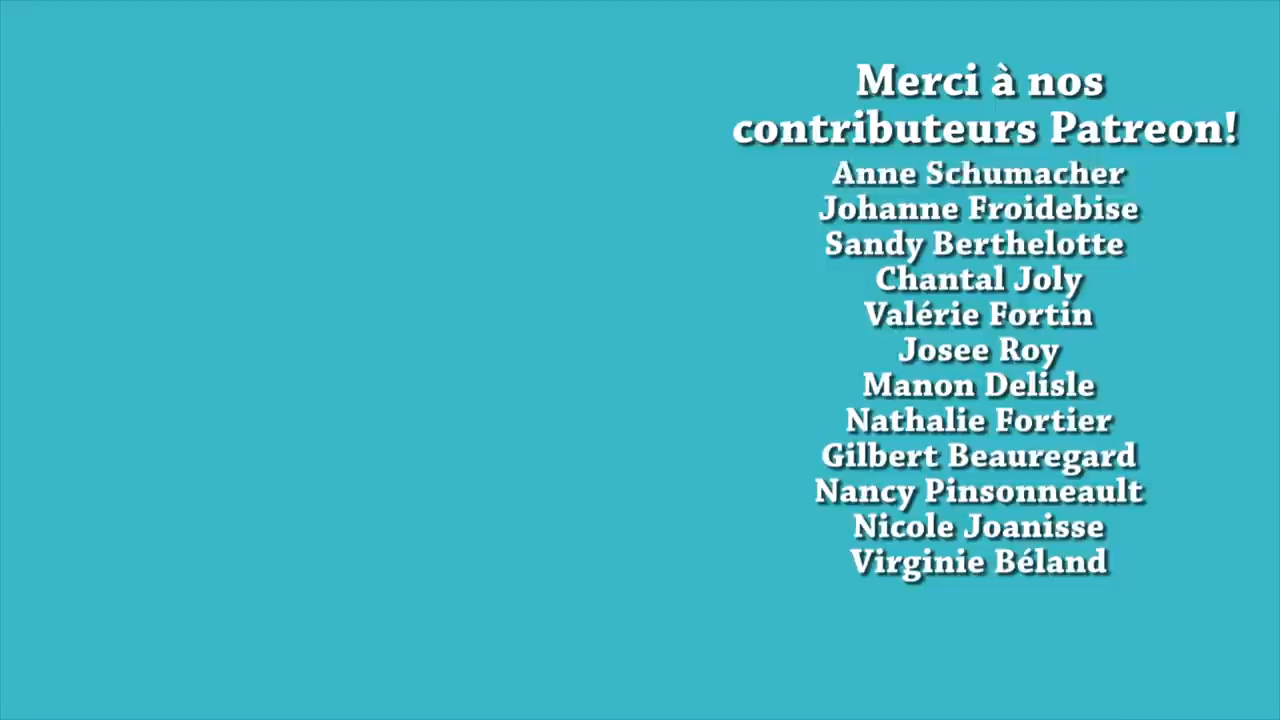 Merci à nos
contributeurs Patreon!
Anne Schumacher
Johanne Froidebise
Sandy Berthelotte
Chantal Joly
Valérie Fortin
Josee Roy
Manon Delisle
Nathalie Fortier
Gilbert Beauregard
Nancy Pinsonneault
Nicole Joanisse
Virginie Béland